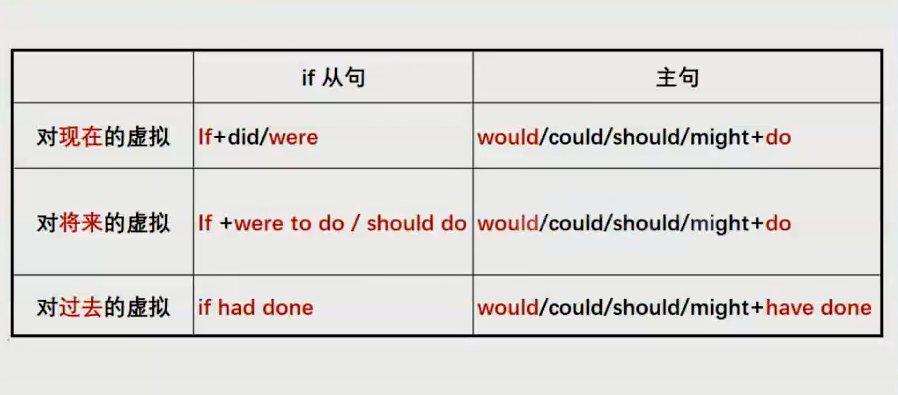 if 从句 主句
对现在的虚拟 If+did/were would/could/should/might+do
对将来的虚拟 If +were to do / should do would/could/should/might+do
对过去的虚拟 if had done would/could/should/might+have done